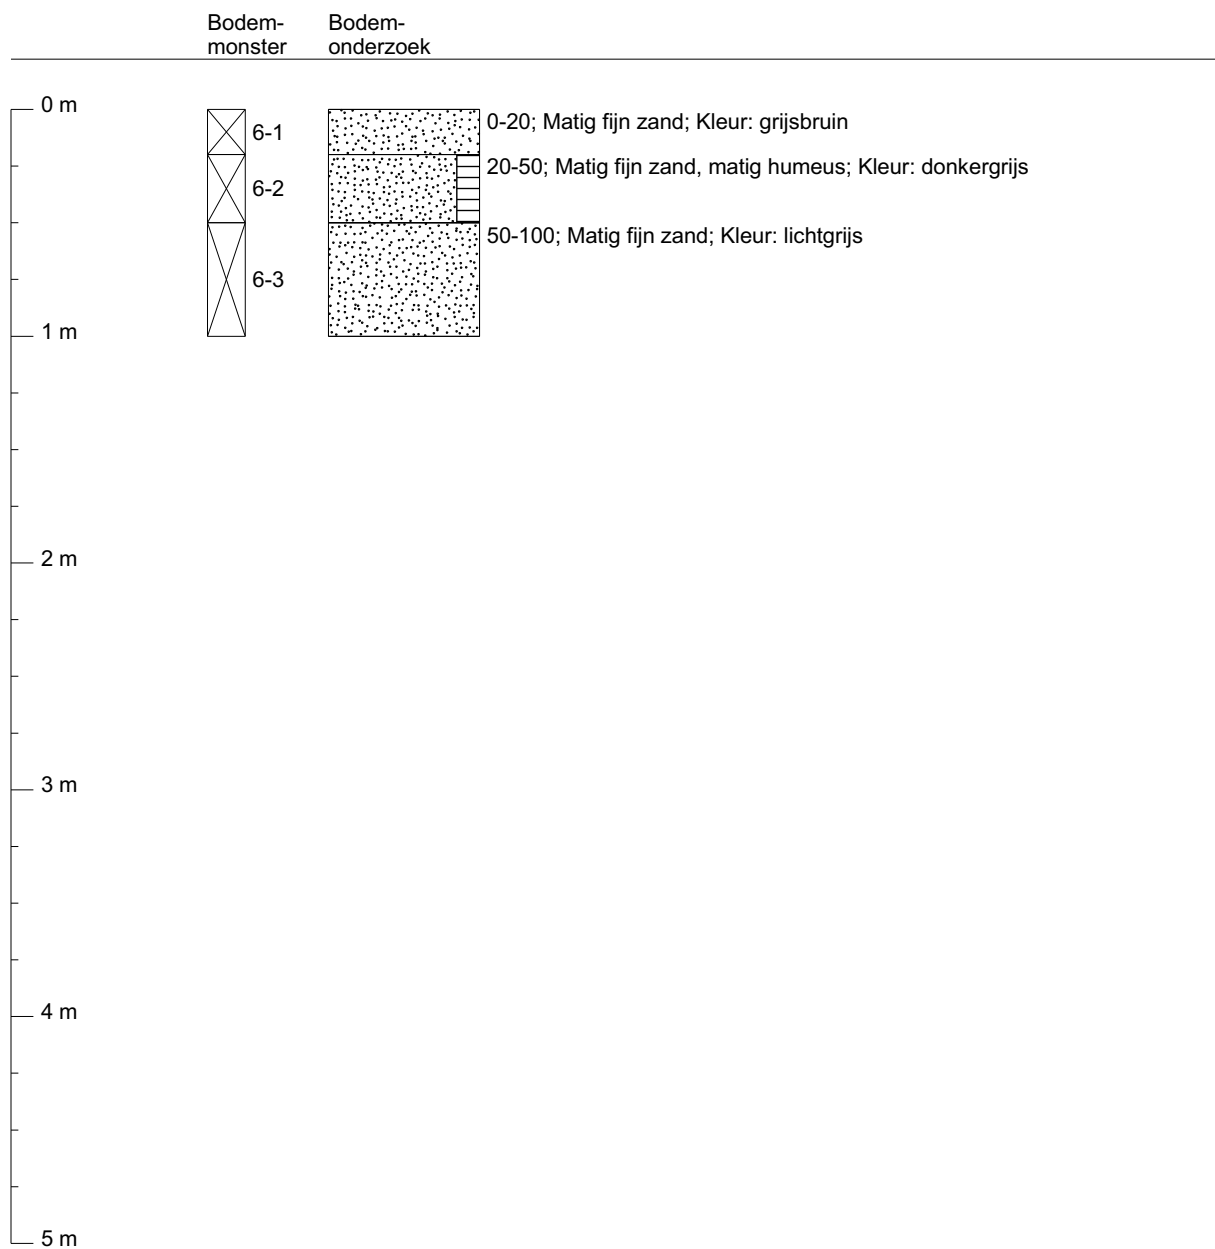 Bodem-
monster
Bodem-
onderzoek
0 m
6-1
0-20; Matig fijn zand; Kleur: grijsbruin
6-2
20-50; Matig fijn zand, matig humeus; Kleur: donkergrijs
6-3
50-100; Matig fijn zand; Kleur: lichtgrijs
1 m
2 m
3 m
4 m
5 m